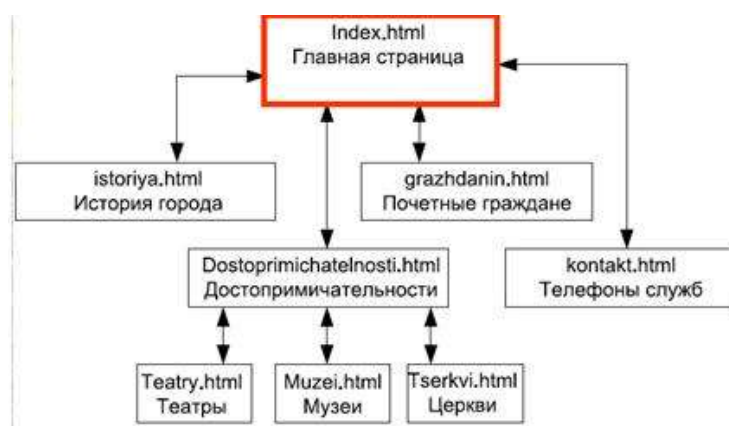 Index.html
Главная страница
istoriya.html
История города
grazhdanin.html
Почетные граждане
Dostoprimichatelnosti.html
Достопримичательности
kontakt.html
Телефоны служб
Teatry.html
Театры
Muzei.html
Музеи
Tserkvi.html
Церкви